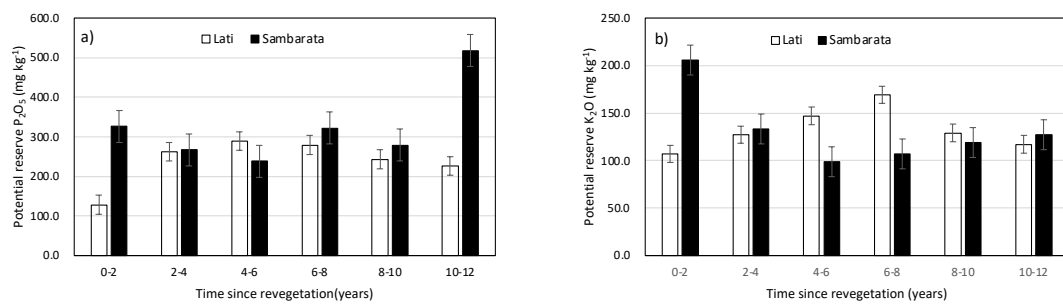 a)
Lati Sambarata
Potential reserve P₂O₅ (mg kg⁻¹)
600.0
500.0
400.0
300.0
200.0
100.0
0.0
0-2 2-4 4-6 6-8 8-10 10-12
Time since revegetation(years)
b)
Lati Sambarata
Potential reserve K₂O (mg kg⁻¹)
250.0
200.0
150.0
100.0
50.0
0.0
0-2 2-4 4-6 6-8 8-10 10-12
Time since revegetation (years)